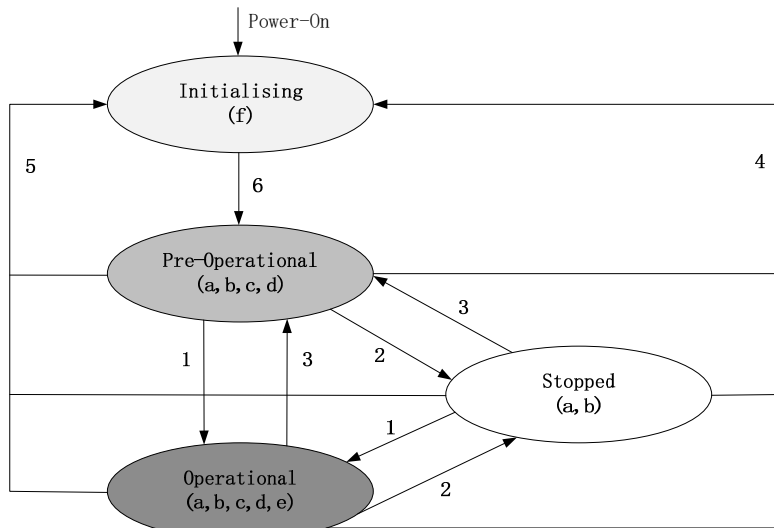 Power-On
Initialising
(f)
5
4
6
Pre-Operational
(a,b,c,d)
3
1
3
2
Stopped
(a,b)
1
Operational
(a,b,c,d,e)
2